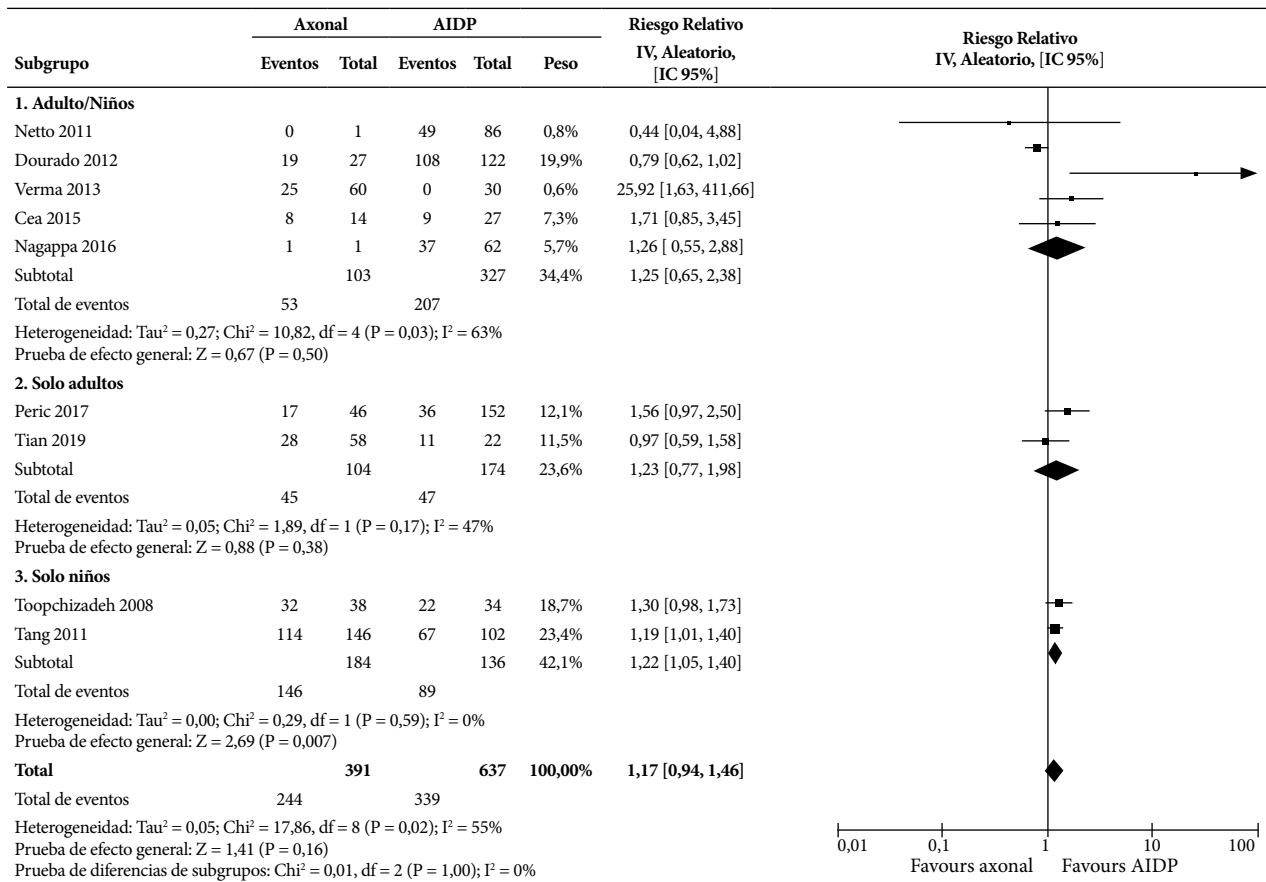 Axonal AIDP Riesgo Relativo
Subgrupo Eventos Total Eventos Total Peso IV, Aleatorio, [IC 95%]
Riesgo Relativo
IV, Aleatorio, [IC 95%]
1. Adulto/Niños
Netto 2011 0 1 49 86 0,8% 0,44 [0,04, 4,88]
Dourado 2012 19 27 108 122 19,9% 0,79 [0,62, 1,02]
Verma 2013 25 60 0 30 0,6% 25,92 [1,63, 411,66]
Cea 2015 8 14 9 27 7,3% 1,71 [0,85, 3,45]
Nagappa 2016 1 1 37 62 5,7% 1,26 [ 0,55, 2,88]
Subtotal 103 327 34,4% 1,25 [0,65, 2,38]
Total de eventos 53 207
Heterogeneidad: Tau² = 0,27; Chi² = 10,82, df = 4 (P = 0,03); I² = 63%
Prueba de efecto general: Z = 0,67 (P = 0,50)
2. Solo adultos
Peric 2017 17 46 36 152 12,1% 1,56 [0,97, 2,50]
Tian 2019 28 58 11 22 11,5% 0,97 [0,59, 1,58]
Subtotal 104 174 23,6% 1,23 [0,77, 1,98]
Total de eventos 45 47
Heterogeneidad: Tau² = 0,05; Chi² = 1,89, df = 1 (P = 0,17); I² = 47%
Prueba de efecto general: Z = 0,88 (P = 0,38)
3. Solo niños
Toopchizadeh 2008 32 38 22 34 18,7% 1,30 [0,98, 1,73]
Tang 2011 114 146 67 102 23,4% 1,19 [1,01, 1,40]
Subtotal 184 136 42,1% 1,22 [1,05, 1,40]
Total de eventos 146 89
Heterogeneidad: Tau² = 0,00; Chi² = 0,29, df = 1 (P = 0,59); I² = 0%
Prueba de efecto general: Z = 2,69 (P = 0,007)
Total 391 637 100,00% 1,17 [0,94, 1,46]
Total de eventos 244 339
Heterogeneidad: Tau² = 0,05; Chi² = 17,86, df = 8 (P = 0,02); I² = 55%
Prueba de efecto general: Z = 1,41 (P = 0,16)
Prueba de diferencias de subgrupos: Chi² = 0,01, df = 2 (P = 1,00); I² = 0%
0,01 0,1 1 10 100
Favours axonal Favours AIDP